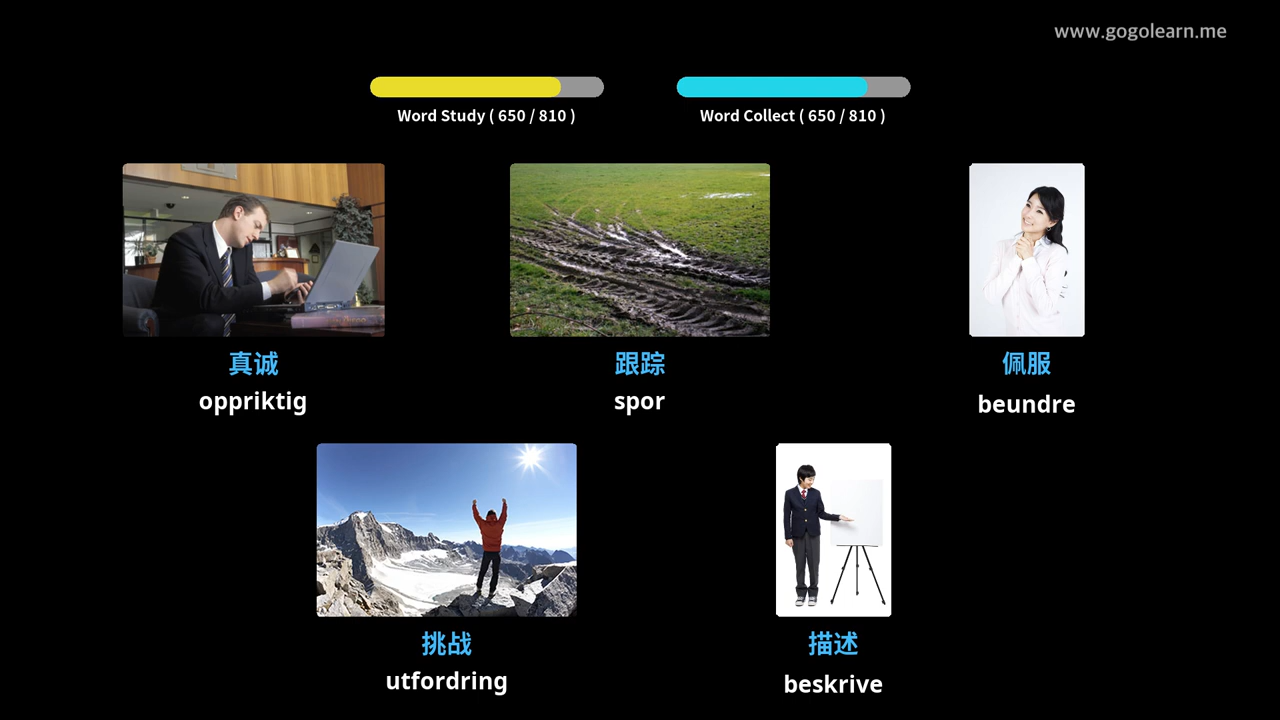 www.gogolearn.me
Word Study ( 650 / 810 )
Word Collect ( 650 / 810 )
真诚
跟踪
佩服
oppriktig
spor
beundre
挑战
描述
utfordring
beskrive